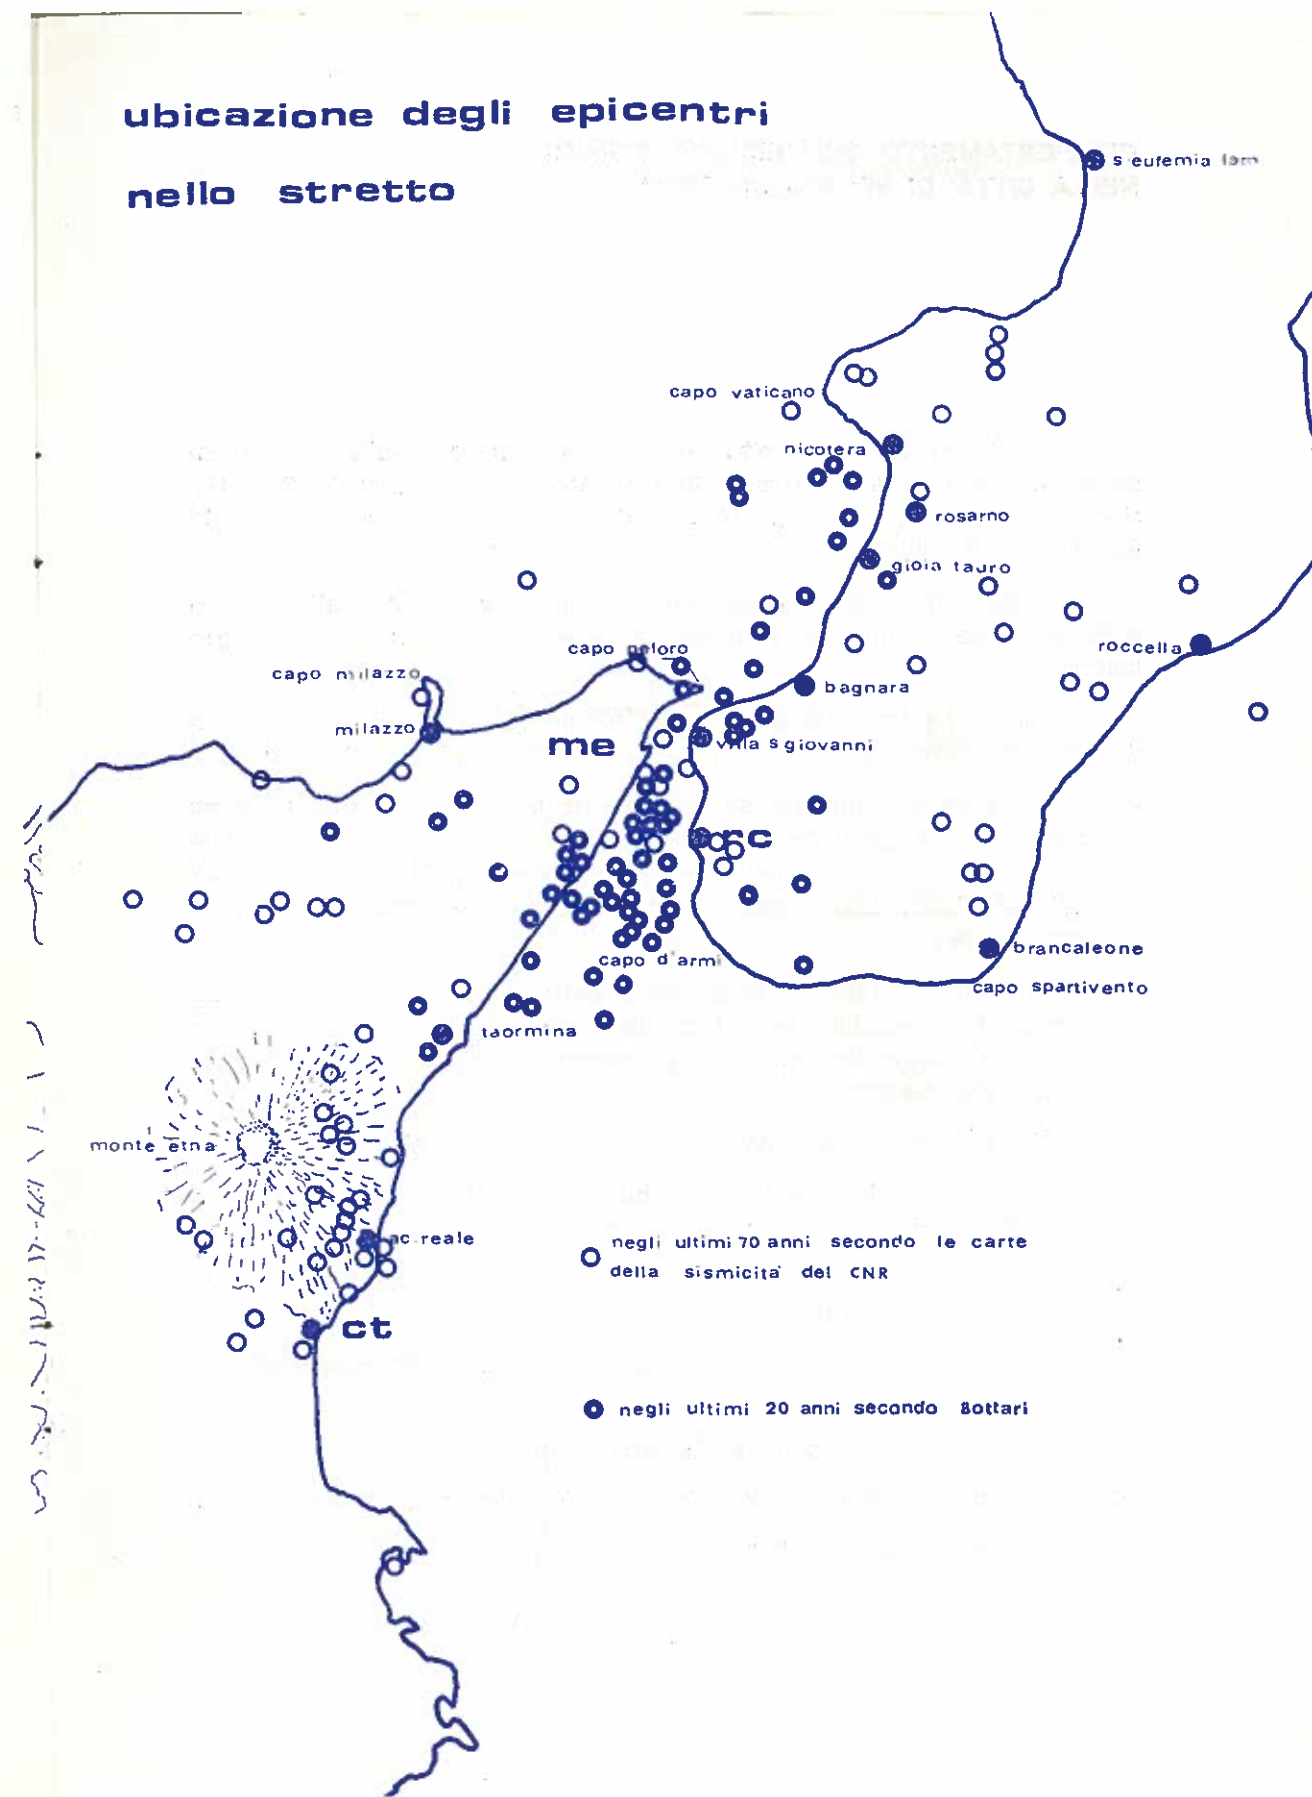 ubicazione degli epicentri
nello stretto
s eufemia lam
capo vaticano
nicotera
rosarno
gioia tauro
capo peloro
roccella
capo milazzo
bagnara
milazzo
me
villa s giovanni
rc
brancaleone
capo d'armi
capo spartivento
taormina
monte etna
ac reale
negli ultimi 70 anni secondo le carte
della sismicità del CNR
ct
negli ultimi 20 anni secondo Bottari